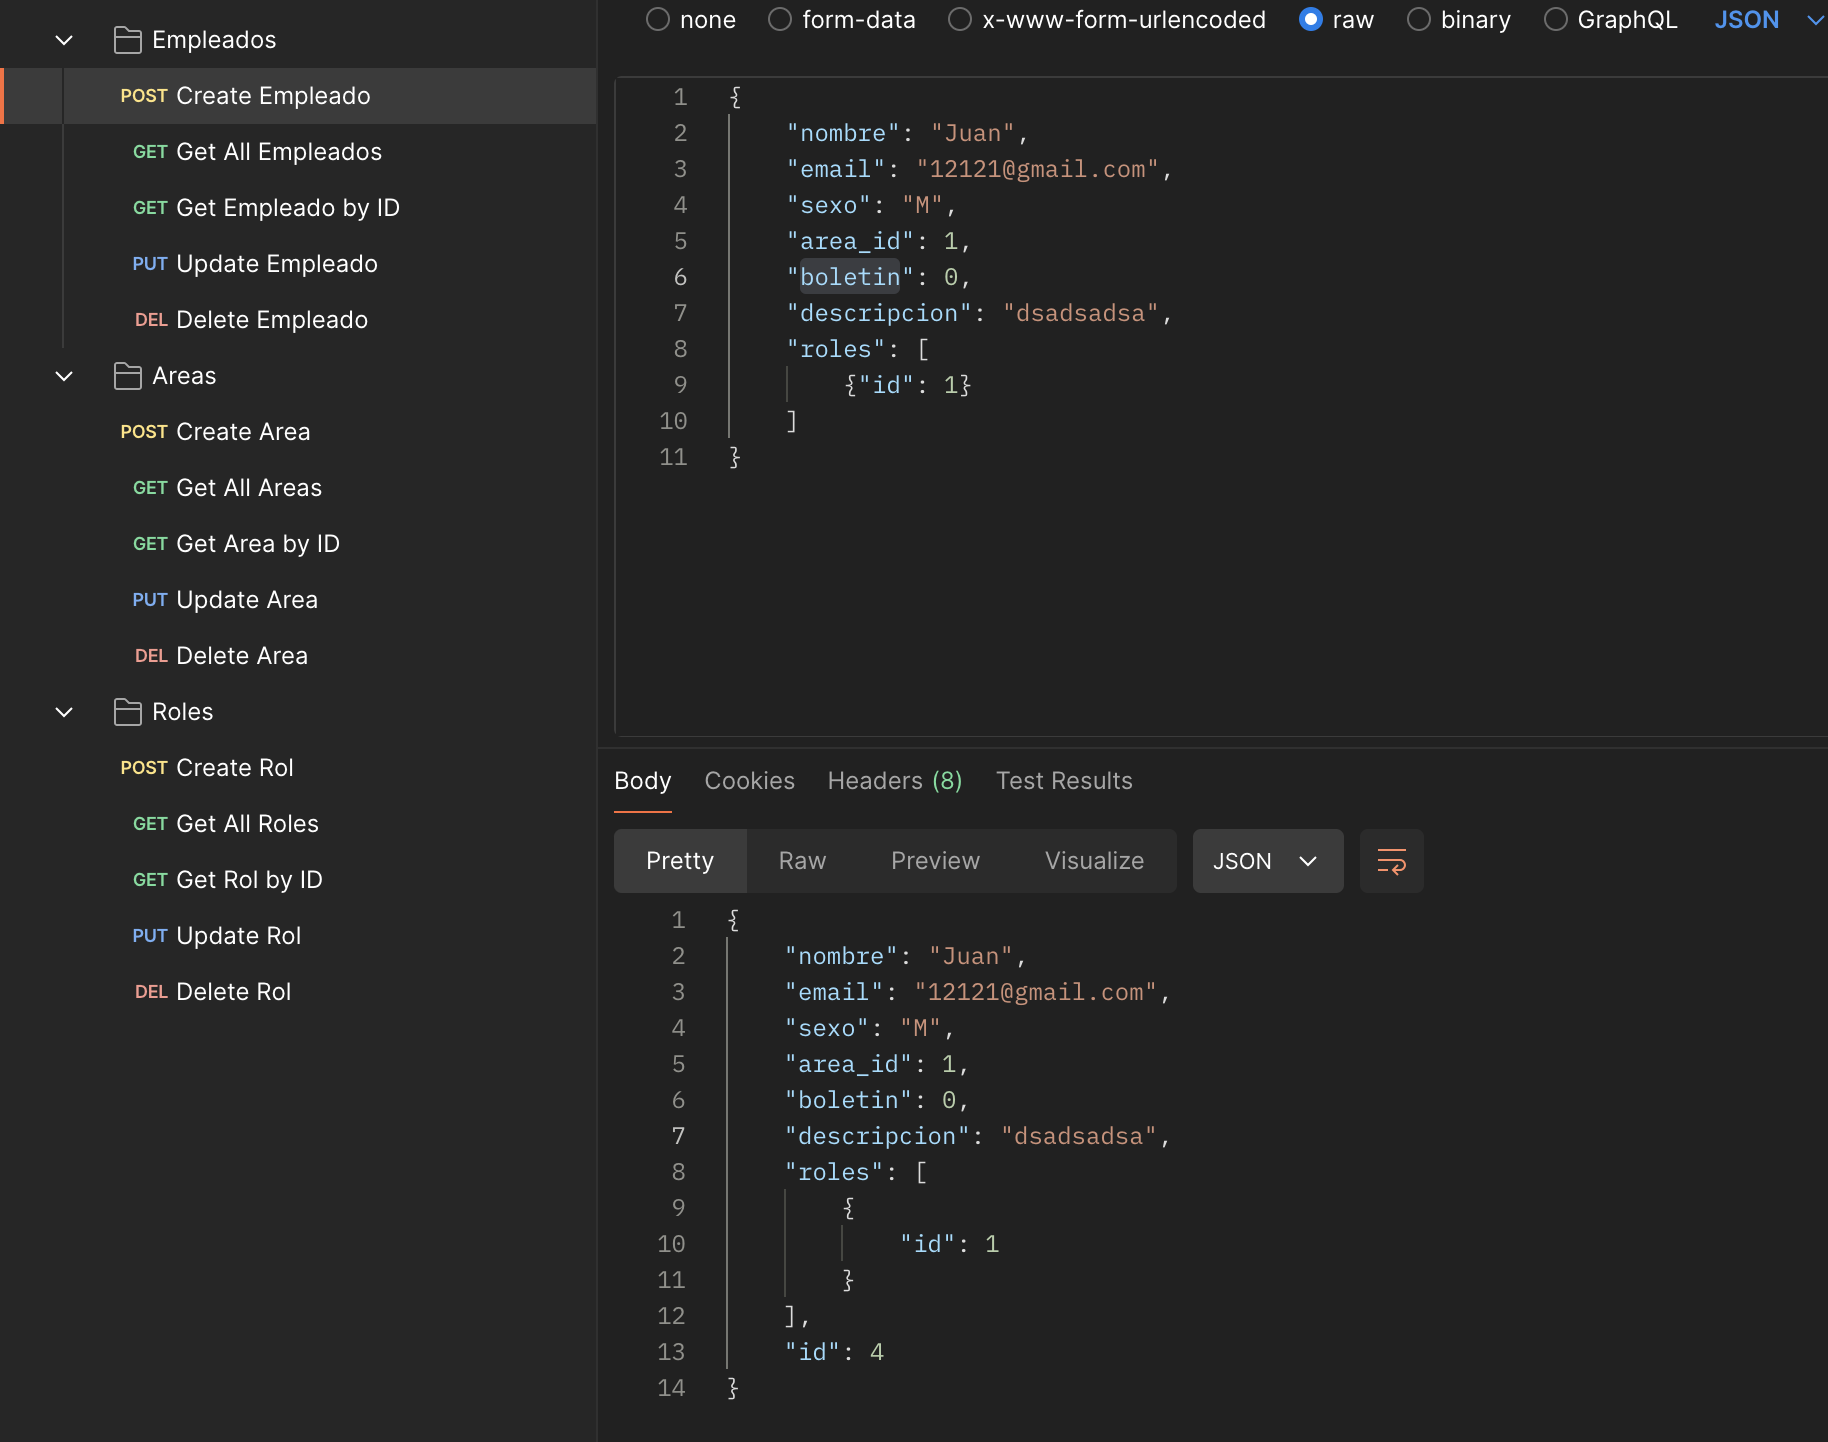 Empleados
POST Create Empleado
GET Get All Empleados
GET Get Empleado by ID
PUT Update Empleado
DEL Delete Empleado
Areas
POST Create Area
GET Get All Areas
GET Get Area by ID
PUT Update Area
DEL Delete Area
Roles
POST Create Rol
GET Get All Roles
GET Get Rol by ID
PUT Update Rol
DEL Delete Rol
none form-data x-www-form-urlencoded raw binary GraphQL JSON
1 {
2 "nombre": "Juan",
3 "email": "12121@gmail.com",
4 "sexo": "M",
5 "area_id": 1,
6 "boletin": 0,
7 "descripcion": "dsadsadsa",
8 "roles": [
9 {"id": 1}
10 ]
11 }
Body Cookies Headers (8) Test Results
Pretty Raw Preview Visualize JSON
1 {
2 "nombre": "Juan",
3 "email": "12121@gmail.com",
4 "sexo": "M",
5 "area_id": 1,
6 "boletin": 0,
7 "descripcion": "dsadsadsa",
8 "roles": [
9 {
10 "id": 1
11 }
12 ],
13 "id": 4
14 }